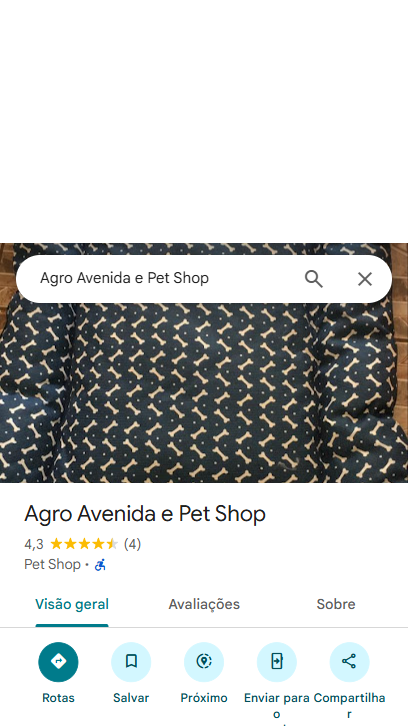 Agro Avenida e Pet Shop
Agro Avenida e Pet Shop
4,3 (4)
Pet Shop ·
Visão geral Avaliações Sobre
Rotas Salvar Próximo Enviar para o Compartilhar